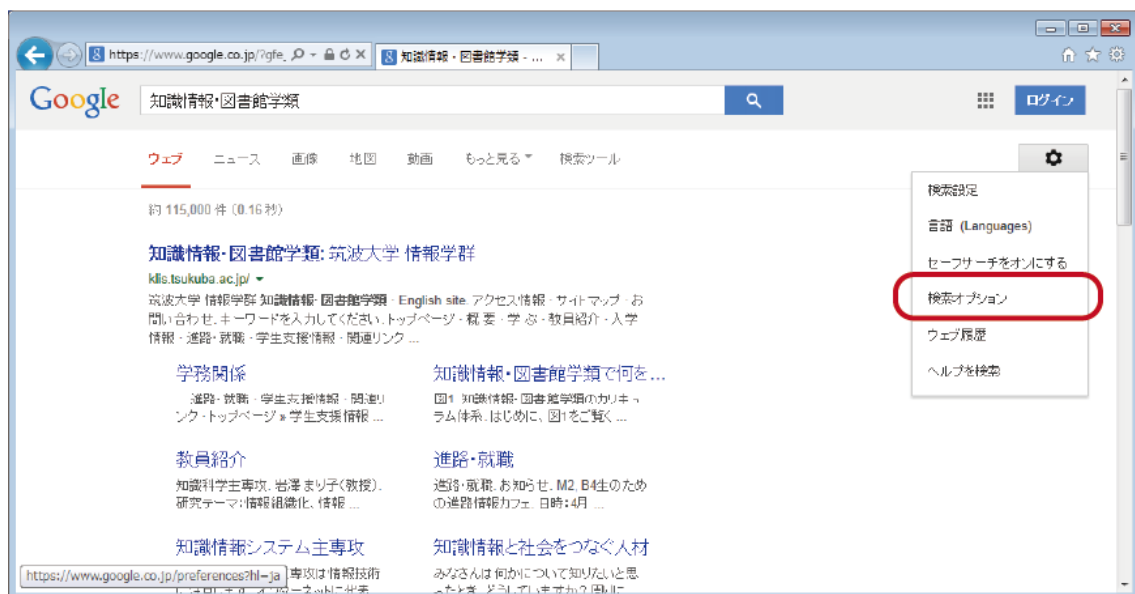 https://www.google.co.jp/?gfe_
知識情報・図書館学類 - ...
Google
知識情報・図書館学類
ログイン
ウェブ ニュース 画像 地図 動画 もっと見る 検索ツール
約 115,000 件 (0.16 秒)
検索設定
言語 (Languages)
セーフサーチをオンにする
検索オプション
ウェブ履歴
ヘルプを検索
知識情報・図書館学類: 筑波大学 情報学群
klis.tsukuba.ac.jp/
筑波大学 情報学群 知識情報・図書館学類 · English site. アクセス情報 · サイトマップ · お
問い合わせ. キーワードを入力してください. トップページ · 概 要 · 学 ぶ · 教員紹介 · 入学
情報 · 進路・就職 · 学生支援情報 · 関連リンク ...
学務関係
進路・就職 · 学生支援情報 · 関連リ
ンク · トップページ » 学生支援情報 ...
知識情報・図書館学類で何を...
図1 知識情報・図書館学類のカリキュ
ラム体系. はじめに、図1をご覧く ...
教員紹介
知識科学主専攻. 岩澤 まり子(教授).
研究テーマ:情報組織化、情報 ...
進路・就職
進路・就職. お知らせ. M2, B4生のため
の進路情報カフェ. 日時:4月 ...
知識情報システム主専攻
専攻は情報技術
知識情報と社会をつなぐ人材
みなさんは何かについて知りたいと思
ったとき、どうしていますか?
https://www.google.co.jp/preferences?hl=ja